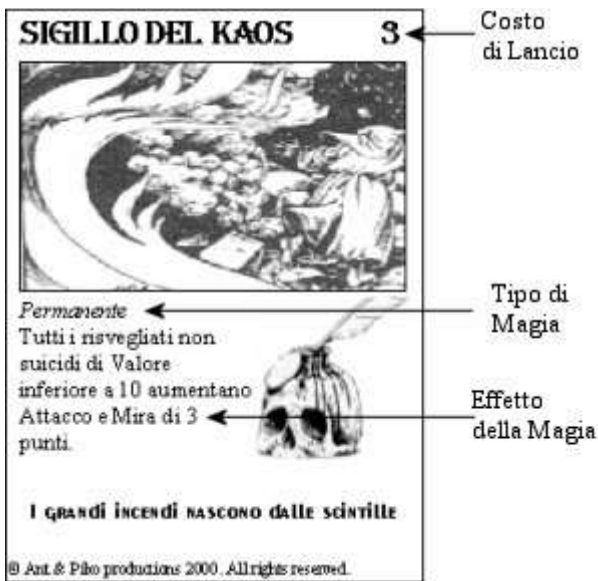 SIGILLO DEL KAOS 3
Costo
di Lancio
Permanente
Tipo di
Magia
Tutti i risvegliati non
suicidi di Valore
inferiore a 10 aumentano
Attacco e Mira di 3
punti.
Effetto
della Magia
I GRANDI INCENDI NASCONO DALLE SCINTILLE
© Ant & Piko productions 2000. All rights reserved.